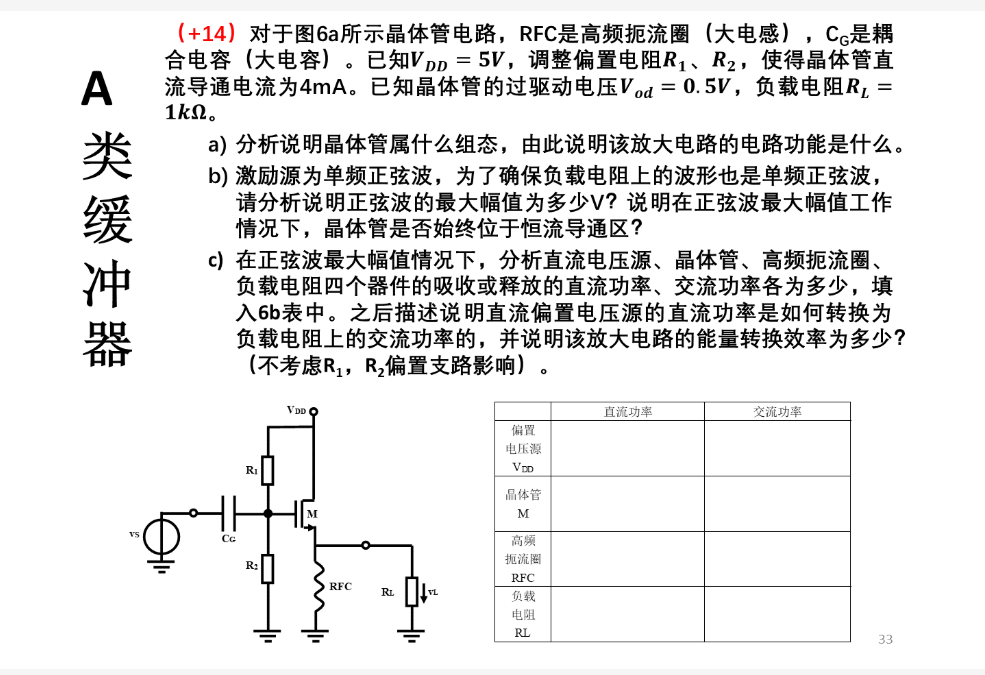 A
类
缓
冲
器
（+14）对于图6a所示晶体管电路，RFC是高频扼流圈（大电感），C_G是耦
合电容（大电容）。已知V_DD = 5V，调整偏置电阻R₁、R₂，使得晶体管直
流导通电流为4mA。已知晶体管的过驱动电压V_od = 0.5V，负载电阻R_L =
1kΩ。
a) 分析说明晶体管属什么组态，由此说明该放大电路的电路功能是什么。
b) 激励源为单频正弦波，为了确保负载电阻上的波形也是单频正弦波，
请分析说明正弦波的最大幅值为多少V？说明在正弦波最大幅值工作
情况下，晶体管是否始终位于恒流导通区？
c) 在正弦波最大幅值情况下，分析直流电压源、晶体管、高频扼流圈、
负载电阻四个器件的吸收或释放的直流功率、交流功率各为多少，填
入6b表中。之后描述说明直流偏置电压源的直流功率是如何转换为
负载电阻上的交流功率的，并说明该放大电路的能量转换效率为多少？
（不考虑R₁，R₂偏置支路影响）。
VDD
R1
M
vs
CG
R2
RFC
RL
vL
直流功率 交流功率
偏置
电压源
VDD
晶体管
M
高频
扼流圈
RFC
负载
电阻
RL
33